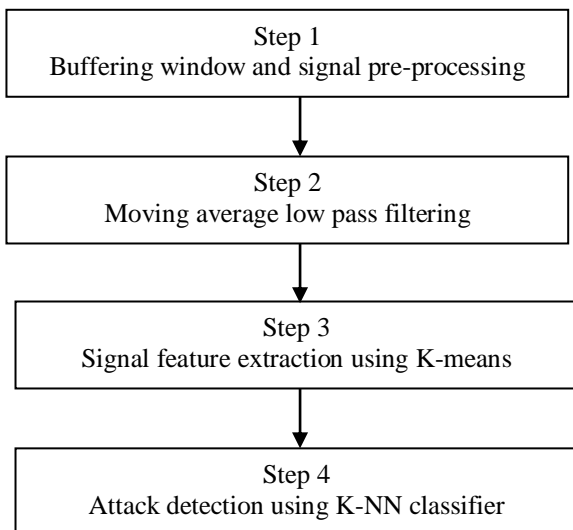 Step 1
Buffering window and signal pre-processing
Step 2
Moving average low pass filtering
Step 3
Signal feature extraction using K-means
Step 4
Attack detection using K-NN classifier